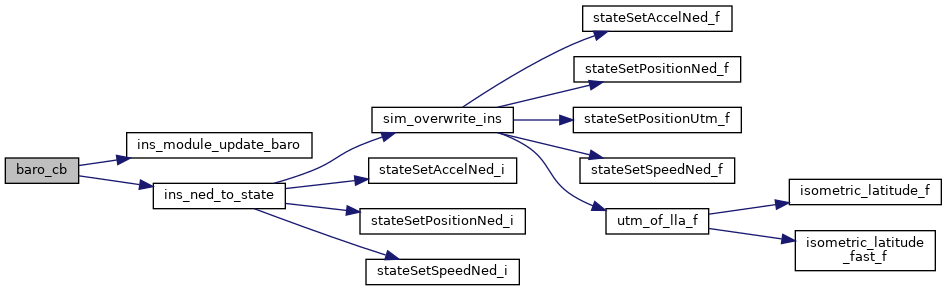 baro_cb
ins_module_update_baro
ins_ned_to_state
sim_overwrite_ins
stateSetAccelNed_i
stateSetPositionNed_i
stateSetSpeedNed_i
stateSetAccelNed_f
stateSetPositionNed_f
stateSetPositionUtm_f
stateSetSpeedNed_f
utm_of_lla_f
isometric_latitude_f
isometric_latitude
_fast_f